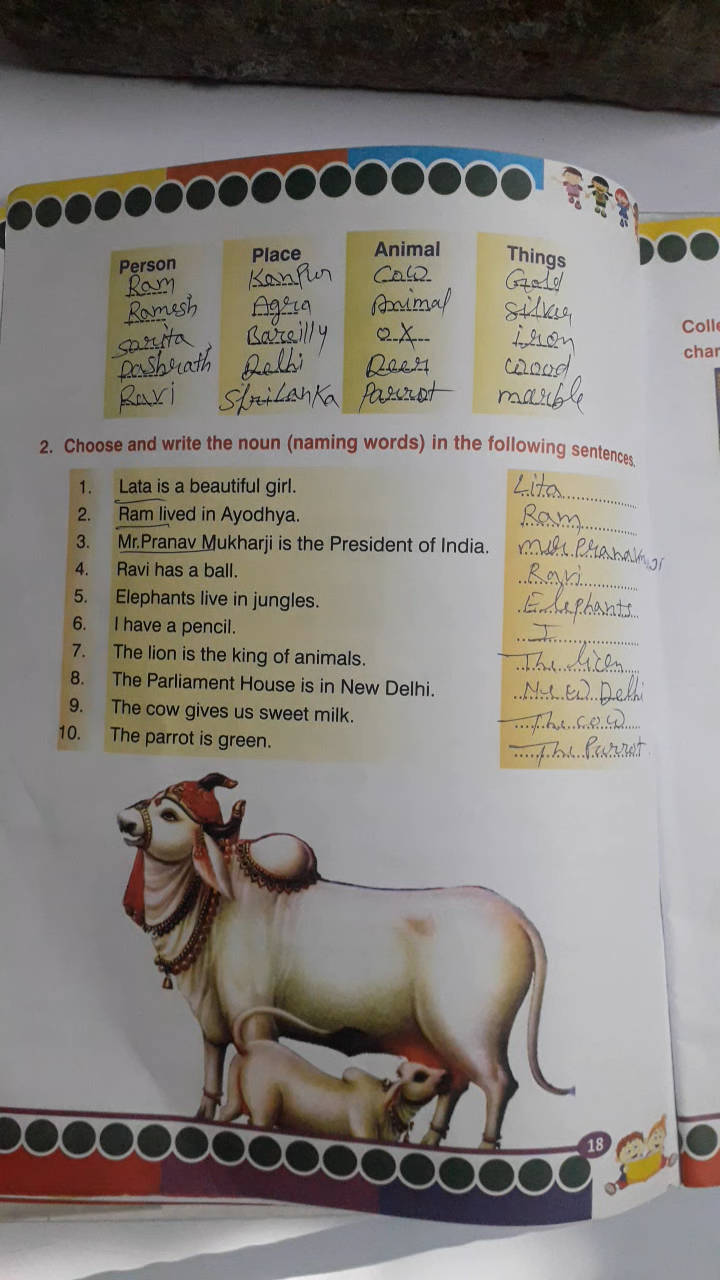 Person Place Animal Things
Ram Kanpur Cow Gold
Ramesh Agra Animal Silver
sarita Bareilly OX iron
Dashrath Delhi Deer wood
Ravi Shrilanka Parrot marble
Colle
char
2. Choose and write the noun (naming words) in the following sentences.
1. Lata is a beautiful girl. Lita
2. Ram lived in Ayodhya. Ram
3. Mr.Pranav Mukharji is the President of India.
4. Ravi has a ball. Ravi
5. Elephants live in jungles. Elephants
6. I have a pencil. I
7. The lion is the king of animals. The
8. The Parliament House is in New Delhi. Delhi
9. The cow gives us sweet milk. The cow
10. The parrot is green. The Parrot
18